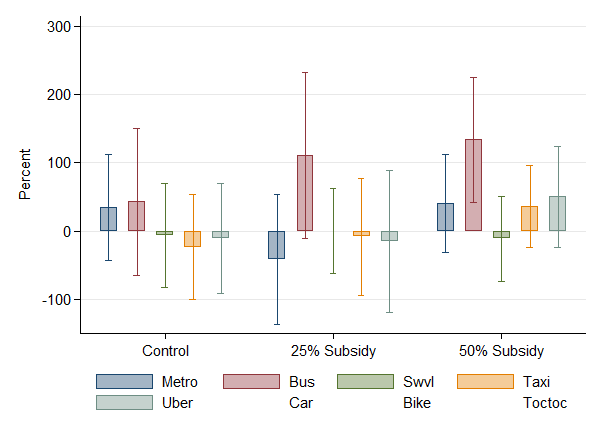 300
200
100
0
-100
Percent
Control 25% Subsidy 50% Subsidy
Metro Bus Swvl Taxi
Uber Car Bike Toctoc